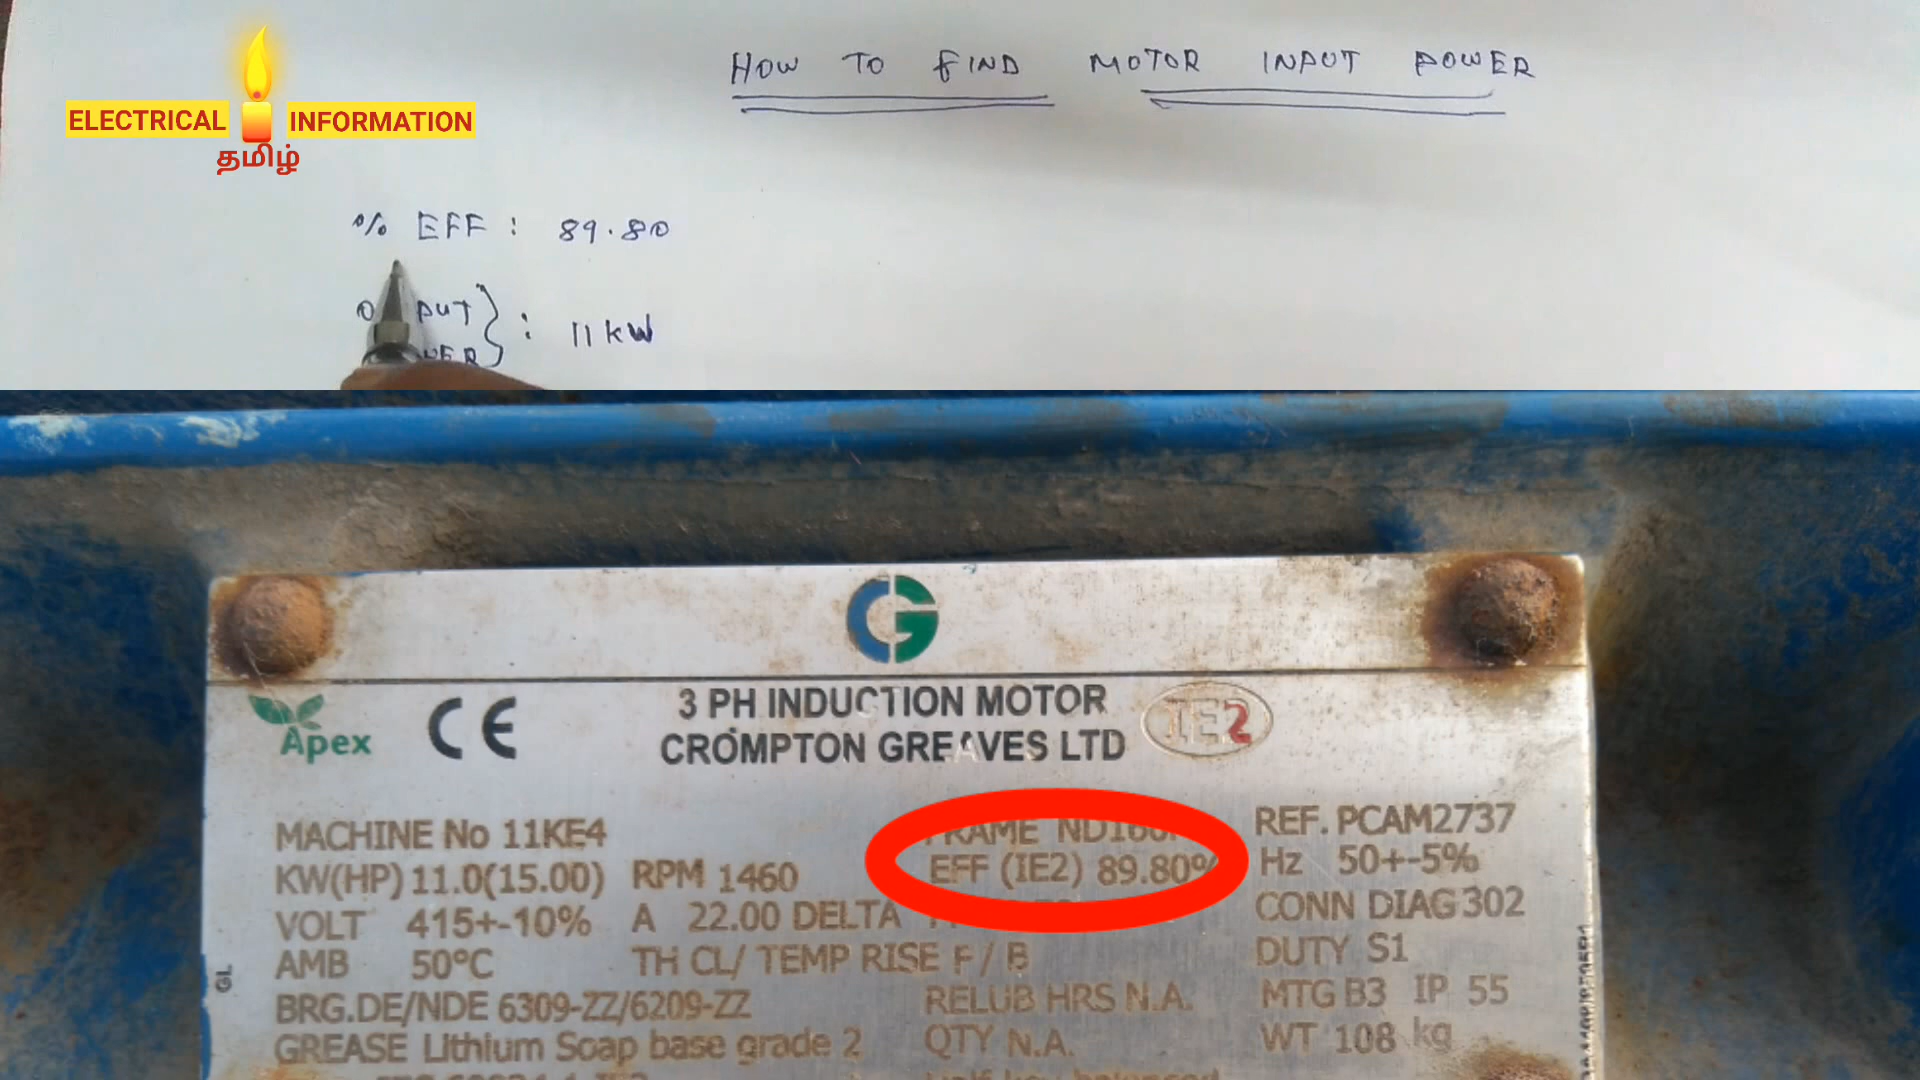 HOW TO FIND MOTOR INPUT POWER
ELECTRICAL INFORMATION
தமிழ்
% EFF : 89.80
: 11 KW
G
3 PH INDUCTION MOTOR
CROMPTON GREAVES LTD
Apex CE IE2
MACHINE No 11KE4
KW(HP) 11.0(15.00) RPM 1460
VOLT 415+-10% A 22.00 DELTA
AMB 50°C TH CL/ TEMP RISE F / B
BRG.DE/NDE 6309-ZZ/6209-ZZ
GREASE Lithium Soap base grade 2
FRAME
EFF (IE2) 89.80%
RELUB HRS N.A.
QTY N.A.
REF. PCAM2737
Hz 50+-5%
CONN DIAG 302
DUTY S1
MTG B3 IP 55
WT 108 kg
GL